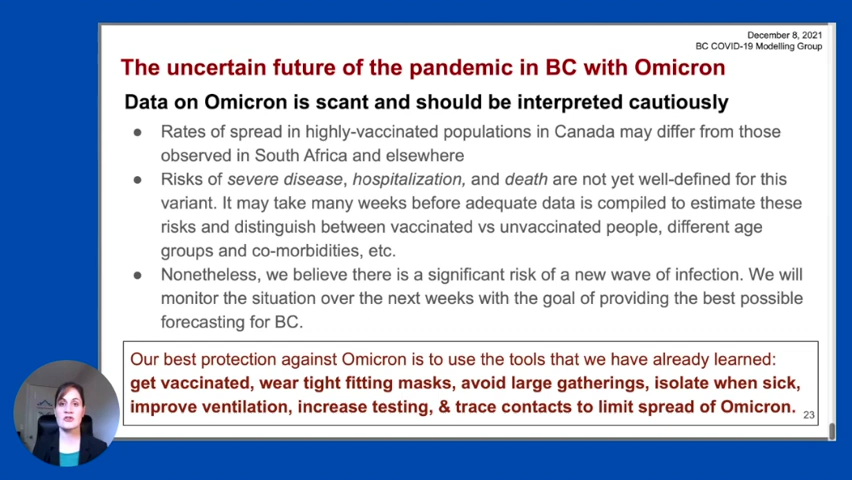 December 8, 2021
BC COVID-19 Modelling Group
The uncertain future of the pandemic in BC with Omicron
Data on Omicron is scant and should be interpreted cautiously
● Rates of spread in highly-vaccinated populations in Canada may differ from those
observed in South Africa and elsewhere
● Risks of severe disease, hospitalization, and death are not yet well-defined for this
variant. It may take many weeks before adequate data is compiled to estimate these
risks and distinguish between vaccinated vs unvaccinated people, different age
groups and co-morbidities, etc.
● Nonetheless, we believe there is a significant risk of a new wave of infection. We will
monitor the situation over the next weeks with the goal of providing the best possible
forecasting for BC.
Our best protection against Omicron is to use the tools that we have already learned:
get vaccinated, wear tight fitting masks, avoid large gatherings, isolate when sick,
improve ventilation, increase testing, & trace contacts to limit spread of Omicron.
23